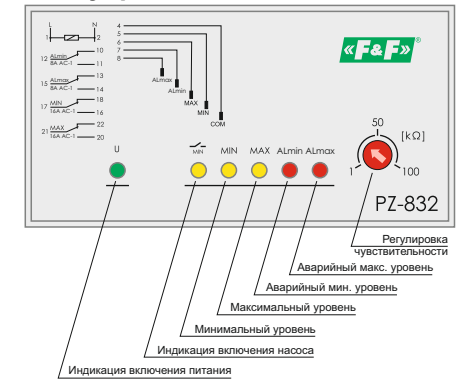 L N
1 2
10
12 ALmin
8A AC-1 11
13
15 ALmax
8A AC-1 14
18
17 MIN
16A AC-1 16
22
21 MAX
16A AC-1 20
4
5
6
7
8
ALmax
ALmin
MAX
MIN
COM
«F&F»®
50
[kΩ]
1 100
U MIN MIN MAX ALmin ALmax
PZ-832
Регулировка
чувствительности
Аварийный макс. уровень
Аварийный мин. уровень
Максимальный уровень
Минимальный уровень
Индикация включения насоса
Индикация включения питания